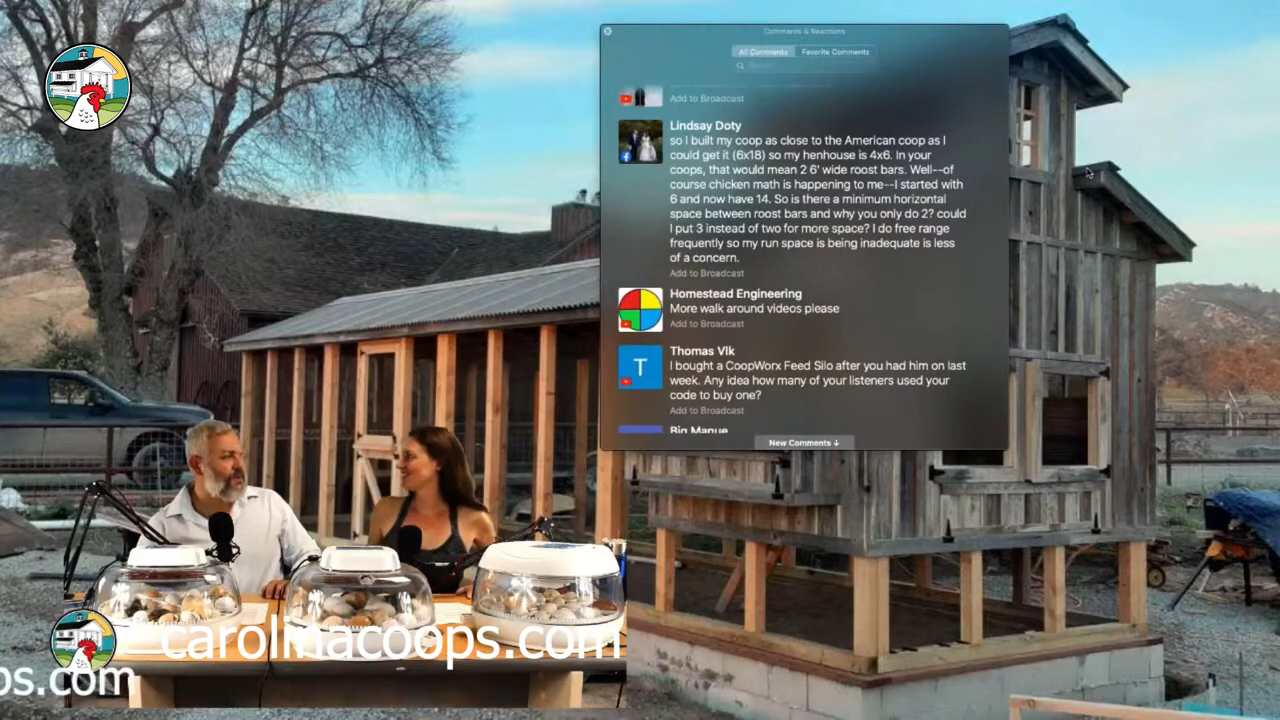 Comments & Reactions
All Comments
Favorite Comments
Search
Add to Broadcast
Lindsay Doty
so I built my coop as close to the American coop as I
could get it (6x18) so my henhouse is 4x6. In your
coops, that would mean 2 6' wide roost bars. Well--of
course chicken math is happening to me--I started with
6 and now have 14. So is there a minimum horizontal
space between roost bars and why you only do 2? could
I put 3 instead of two for more space? I do free range
frequently so my run space is being inadequate is less
of a concern.
Add to Broadcast
Homestead Engineering
More walk around videos please
Add to Broadcast
T
Thomas Vlk
I bought a CoopWorx Feed Silo after you had him on last
week. Any idea how many of your listeners used your
code to buy one?
Add to Broadcast
Big Manue
New Comments ↓
carolinacoops.com
ps.com